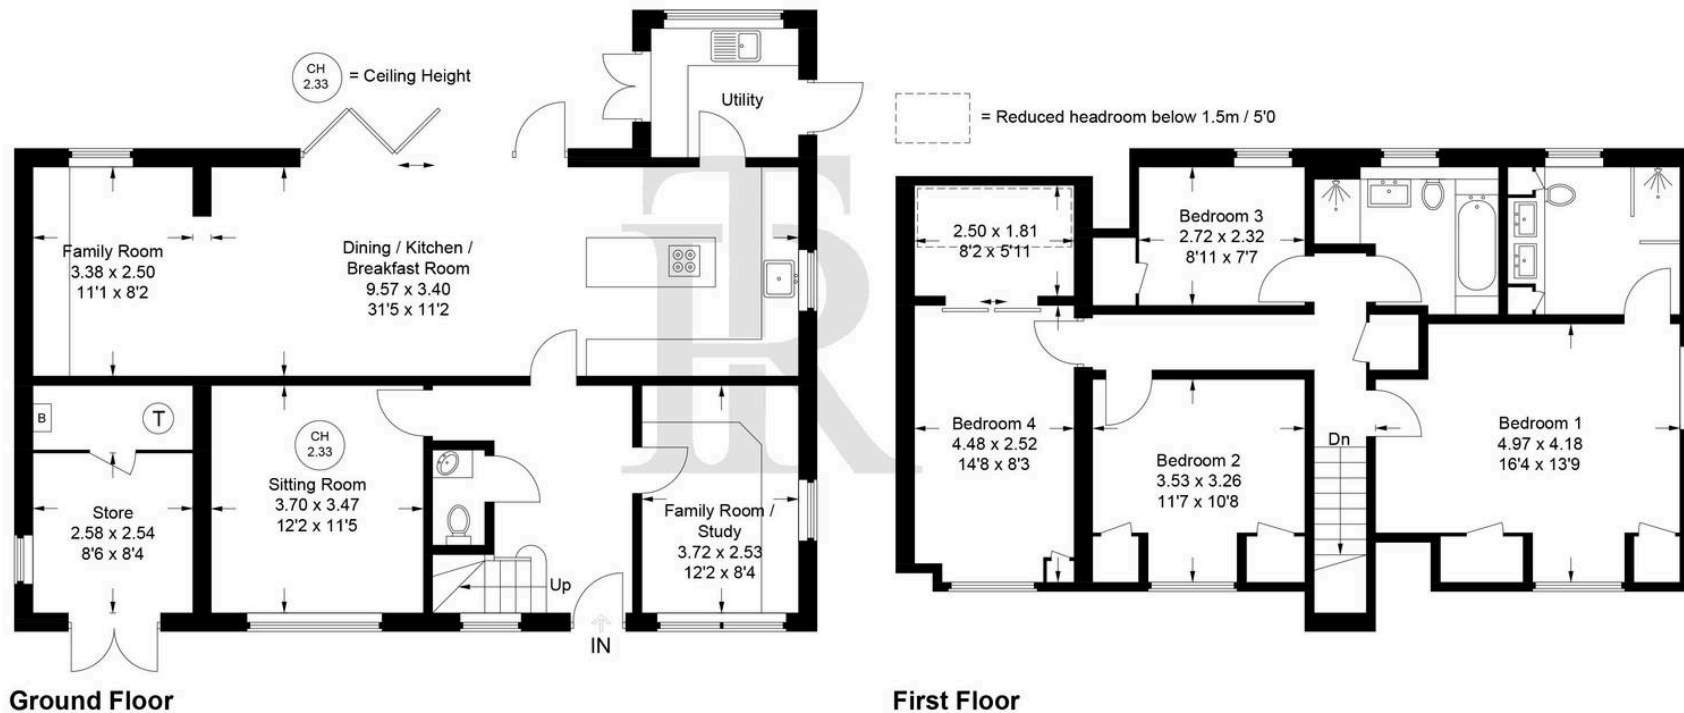 CH
2.33
= Ceiling Height
Utility
Family Room
3.38 x 2.50
11'1 x 8'2
Dining / Kitchen /
Breakfast Room
9.57 x 3.40
31'5 x 11'2
B
T
CH
2.33
Sitting Room
3.70 x 3.47
12'2 x 11'5
Store
2.58 x 2.54
8'6 x 8'4
Family Room /
Study
3.72 x 2.53
12'2 x 8'4
Up
IN
Ground Floor
= Reduced headroom below 1.5m / 5'0
2.50 x 1.81
8'2 x 5'11
Bedroom 3
2.72 x 2.32
8'11 x 7'7
Bedroom 4
4.48 x 2.52
14'8 x 8'3
Bedroom 2
3.53 x 3.26
11'7 x 10'8
Dn
Bedroom 1
4.97 x 4.18
16'4 x 13'9
First Floor
TR